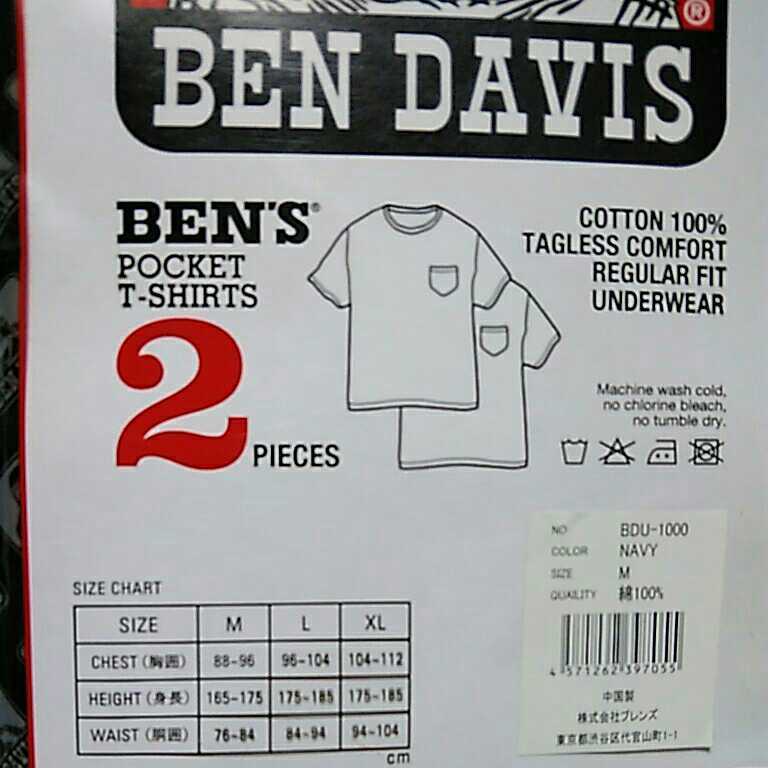 ®
BEN DAVIS
BEN'S®
POCKET
T-SHIRTS
2
PIECES
COTTON 100%
TAGLESS COMFORT
REGULAR FIT
UNDERWEAR
Machine wash cold,
no chlorine bleach,
no tumble dry.
NO BDU-1000
COLOR NAVY
SIZE M
QUAILITY 綿100%
4 571262 397055
中国製
株式会社ブレンズ
東京都渋谷区代官山町1-1
SIZE CHART
SIZE M L XL
CHEST (胸囲) 88-96 96-104 104-112
HEIGHT (身長) 165-175 175-185 175-185
WAIST (胴囲) 76-84 84-94 94-104
cm